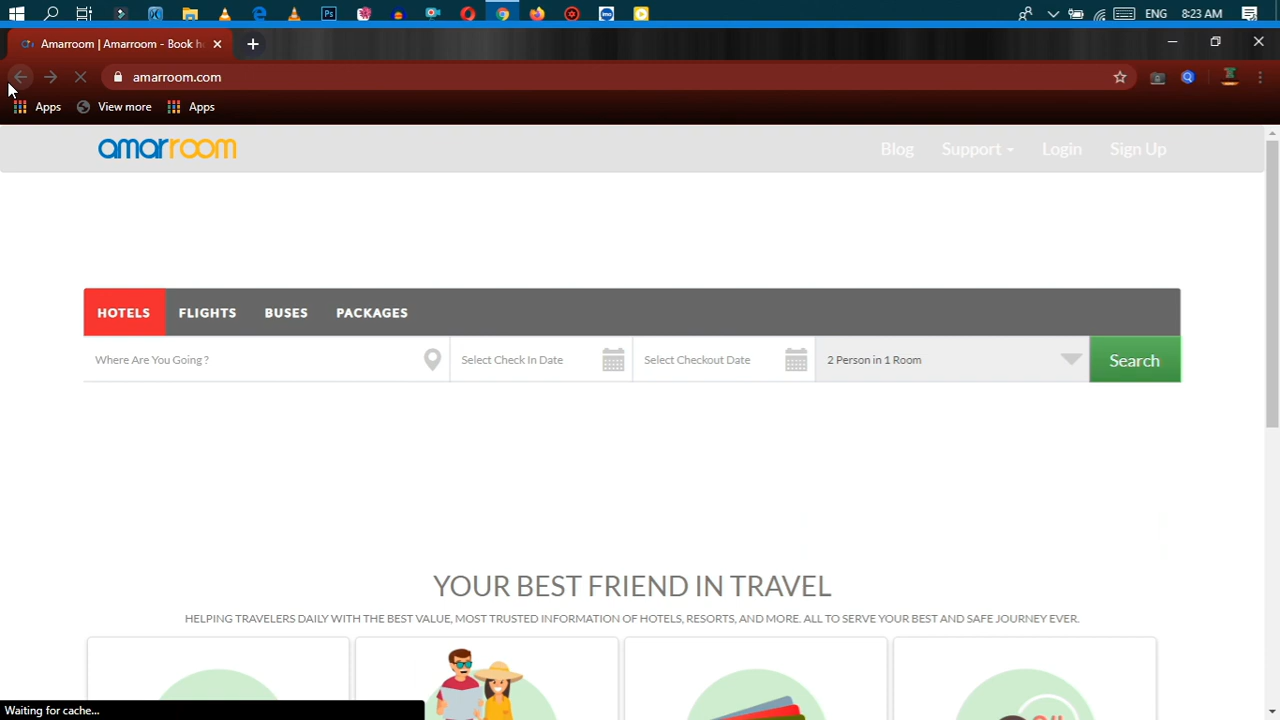 ENG 8:23 AM
Amarroom | Amarroom - Book h
amarroom.com
Apps View more Apps
amarroom Blog Support Login Sign Up
HOTELS FLIGHTS BUSES PACKAGES
Where Are You Going ? Select Check In Date Select Checkout Date 2 Person in 1 Room Search
YOUR BEST FRIEND IN TRAVEL
HELPING TRAVELERS DAILY WITH THE BEST VALUE, MOST TRUSTED INFORMATION OF HOTELS, RESORTS, AND MORE. ALL TO SERVE YOUR BEST AND SAFE JOURNEY EVER.
Waiting for cache...